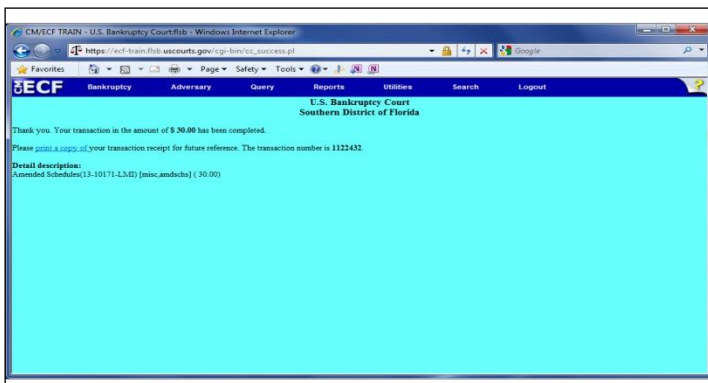 CM/ECF TRAIN - U.S. Bankruptcy Court:flsb - Windows Internet Explorer
https://ecf-train.flsb.uscourts.gov/cgi-bin/cc_success.pl
Google
Favorites Page Safety Tools
ECF Bankruptcy Adversary Query Reports Utilities Search Logout ?
U.S. Bankruptcy Court
Southern District of Florida
Thank you. Your transaction in the amount of $ 30.00 has been completed.
Please print a copy of your transaction receipt for future reference. The transaction number is 1122432.
Detail description:
Amended Schedules(13-10171-LMI) [misc,amdschs] ( 30.00)